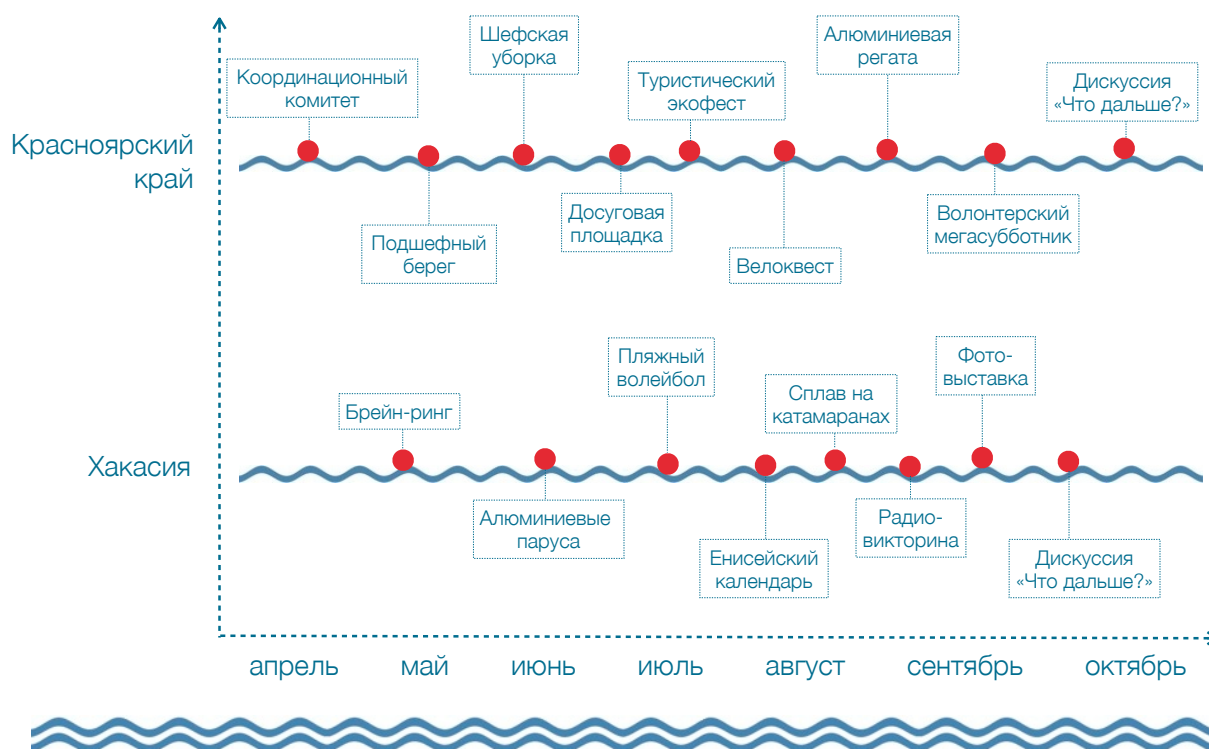 Шефская
уборка
Алюминиевая
регата
Координационный
комитет
Туристический
экофест
Дискуссия
«Что дальше?»
Красноярский
край
Подшефный
берег
Досуговая
площадка
Велоквест
Волонтерский
мегасубботник
Пляжный
волейбол
Фото-
выставка
Брейн-ринг
Сплав на
катамаранах
Хакасия
Алюминиевые
паруса
Енисейский
календарь
Радио-
викторина
Дискуссия
«Что дальше?»
апрель май июнь июль август сентябрь октябрь